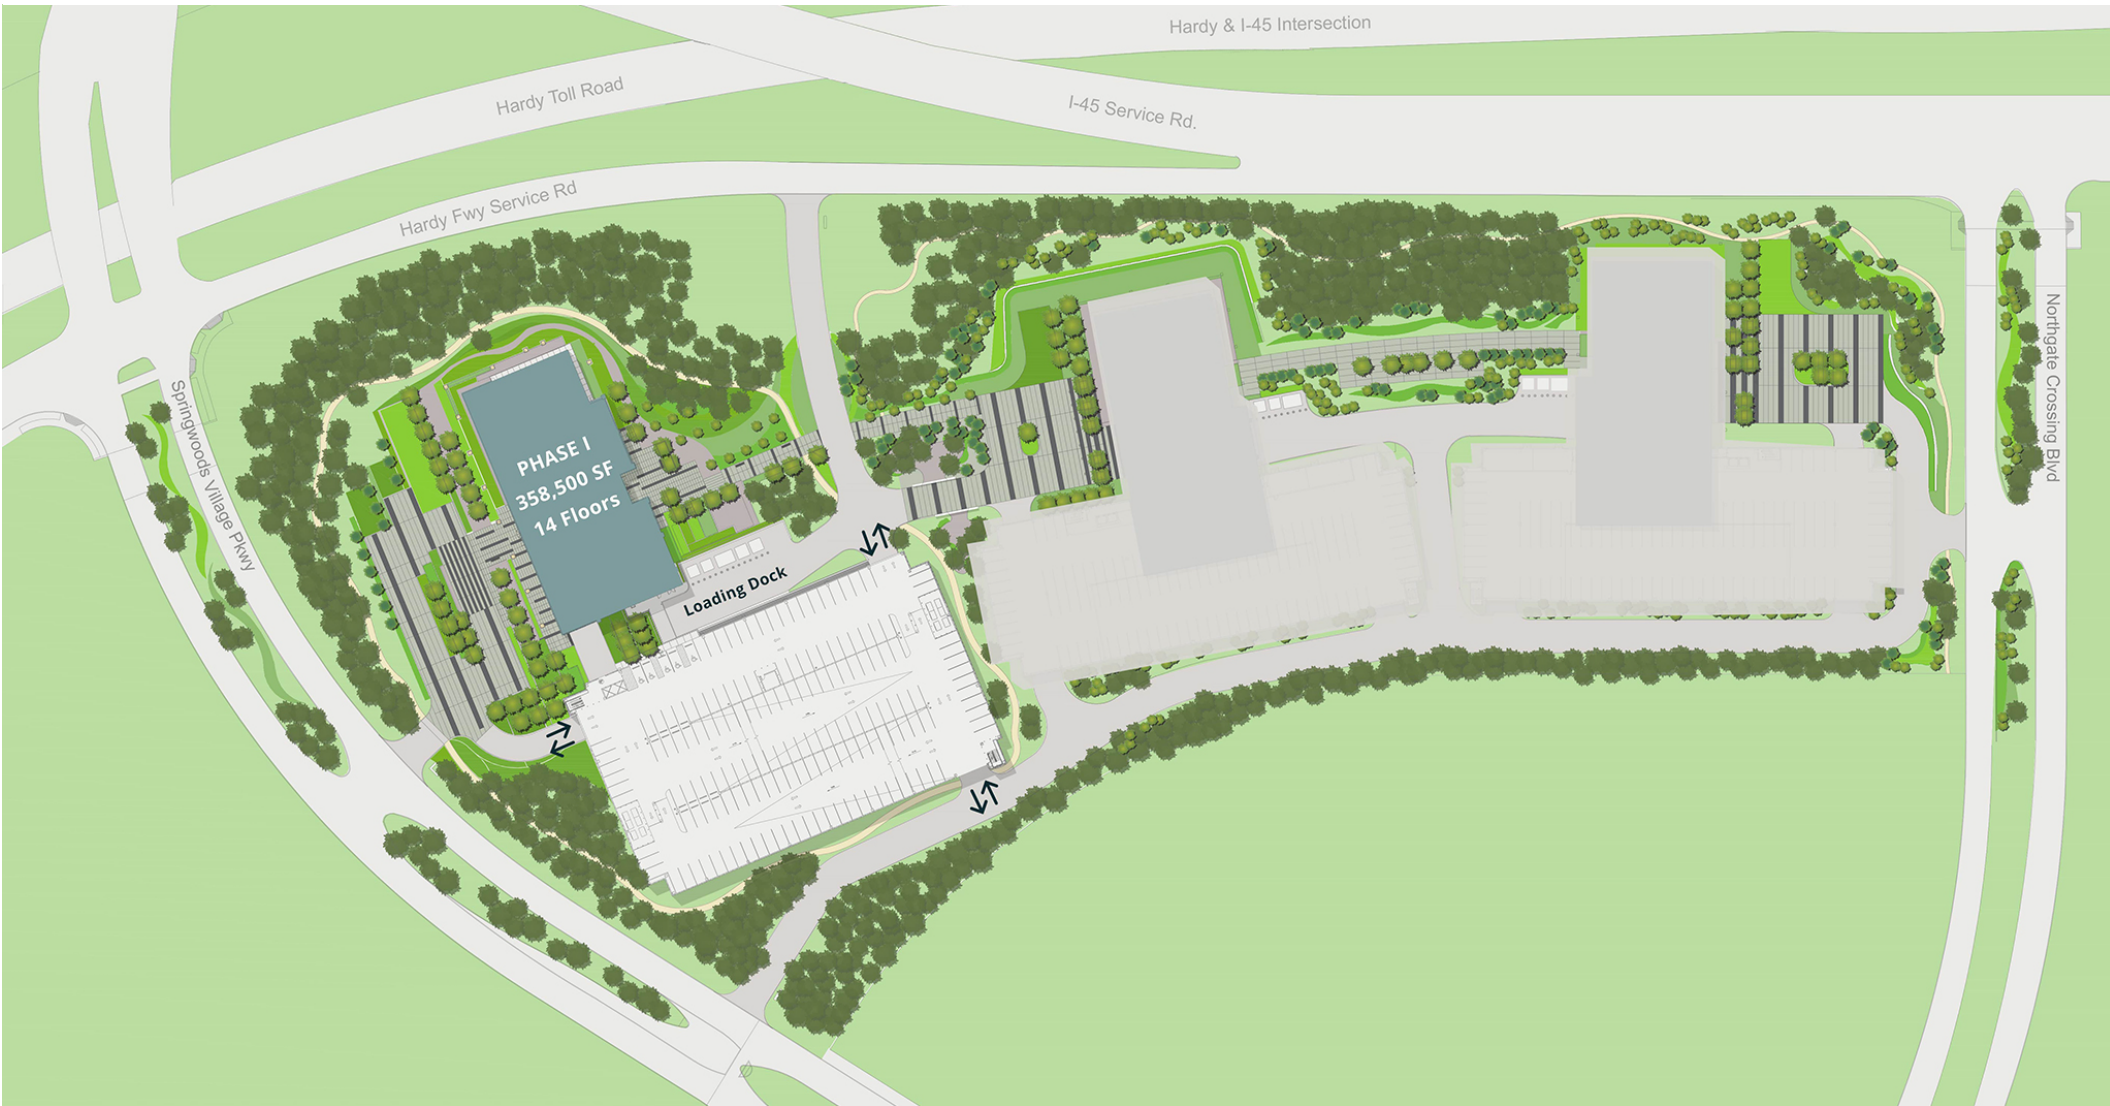 Hardy & I-45 Intersection
Hardy Toll Road
I-45 Service Rd.
Hardy Fwy Service Rd
Springwoods Village Pkwy
Northgate Crossing Blvd
PHASE I
358,500 SF
14 Floors
Loading Dock